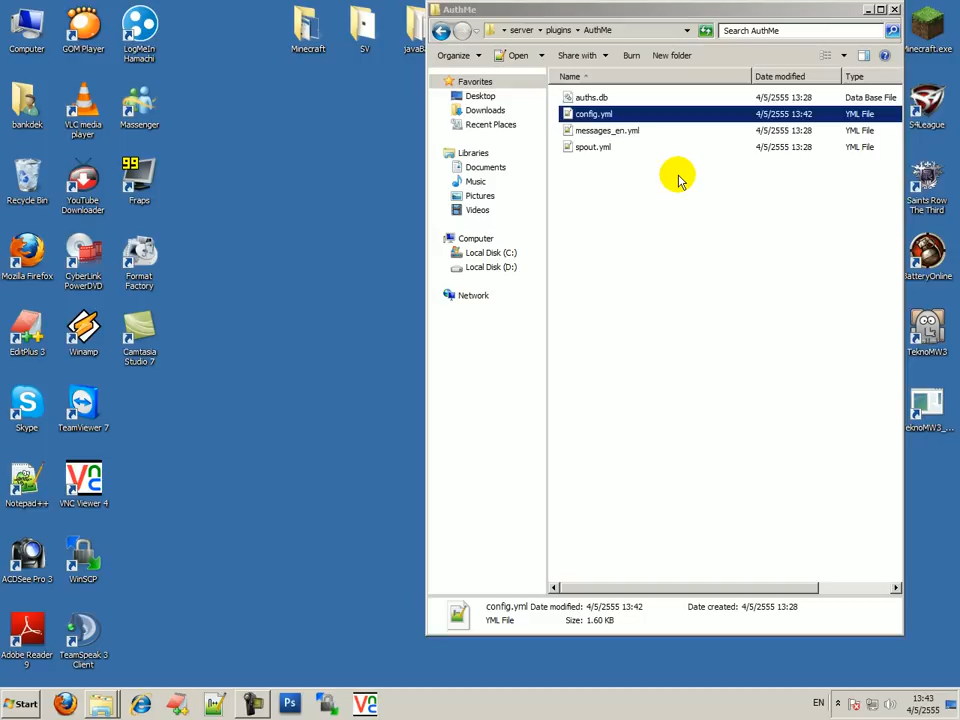 Computer
GOM Player
LogMeIn
Hamachi
bankdek
VLC media
player
Massenger
Recycle Bin
YouTube
Downloader
99
Fraps
Mozilla Firefox
CyberLink
PowerDVD
Format
Factory
EditPlus 3
Winamp
Camtasia
Studio 7
Skype
TeamViewer 7
Notepad++
VNC Viewer 4
ACDSee Pro 3
WinSCP
Adobe Reader
9
TeamSpeak 3
Client
Minecraft
SV
AuthMe
server
plugins
AuthMe
Search AuthMe
Organize
Open
Share with
Burn
New folder
Name
Date modified
Type
auths.db
4/5/2555 13:28
Data Base File
config.yml
4/5/2555 13:42
YML File
messages_en.yml
4/5/2555 13:28
YML File
spout.yml
4/5/2555 13:28
YML File
Favorites
Desktop
Downloads
Recent Places
Libraries
Documents
Music
Pictures
Videos
Computer
Local Disk (C:)
Local Disk (D:)
Network
config.yml Date modified: 4/5/2555 13:42
Date created: 4/5/2555 13:28
YML File
Size: 1.60 KB
Minecraft.exe
S4League
Saints Row
The Third
BatteryOnline
TeknoMW3
TeknoMW3_...
Start
Ps
EN
13:43
4/5/2555